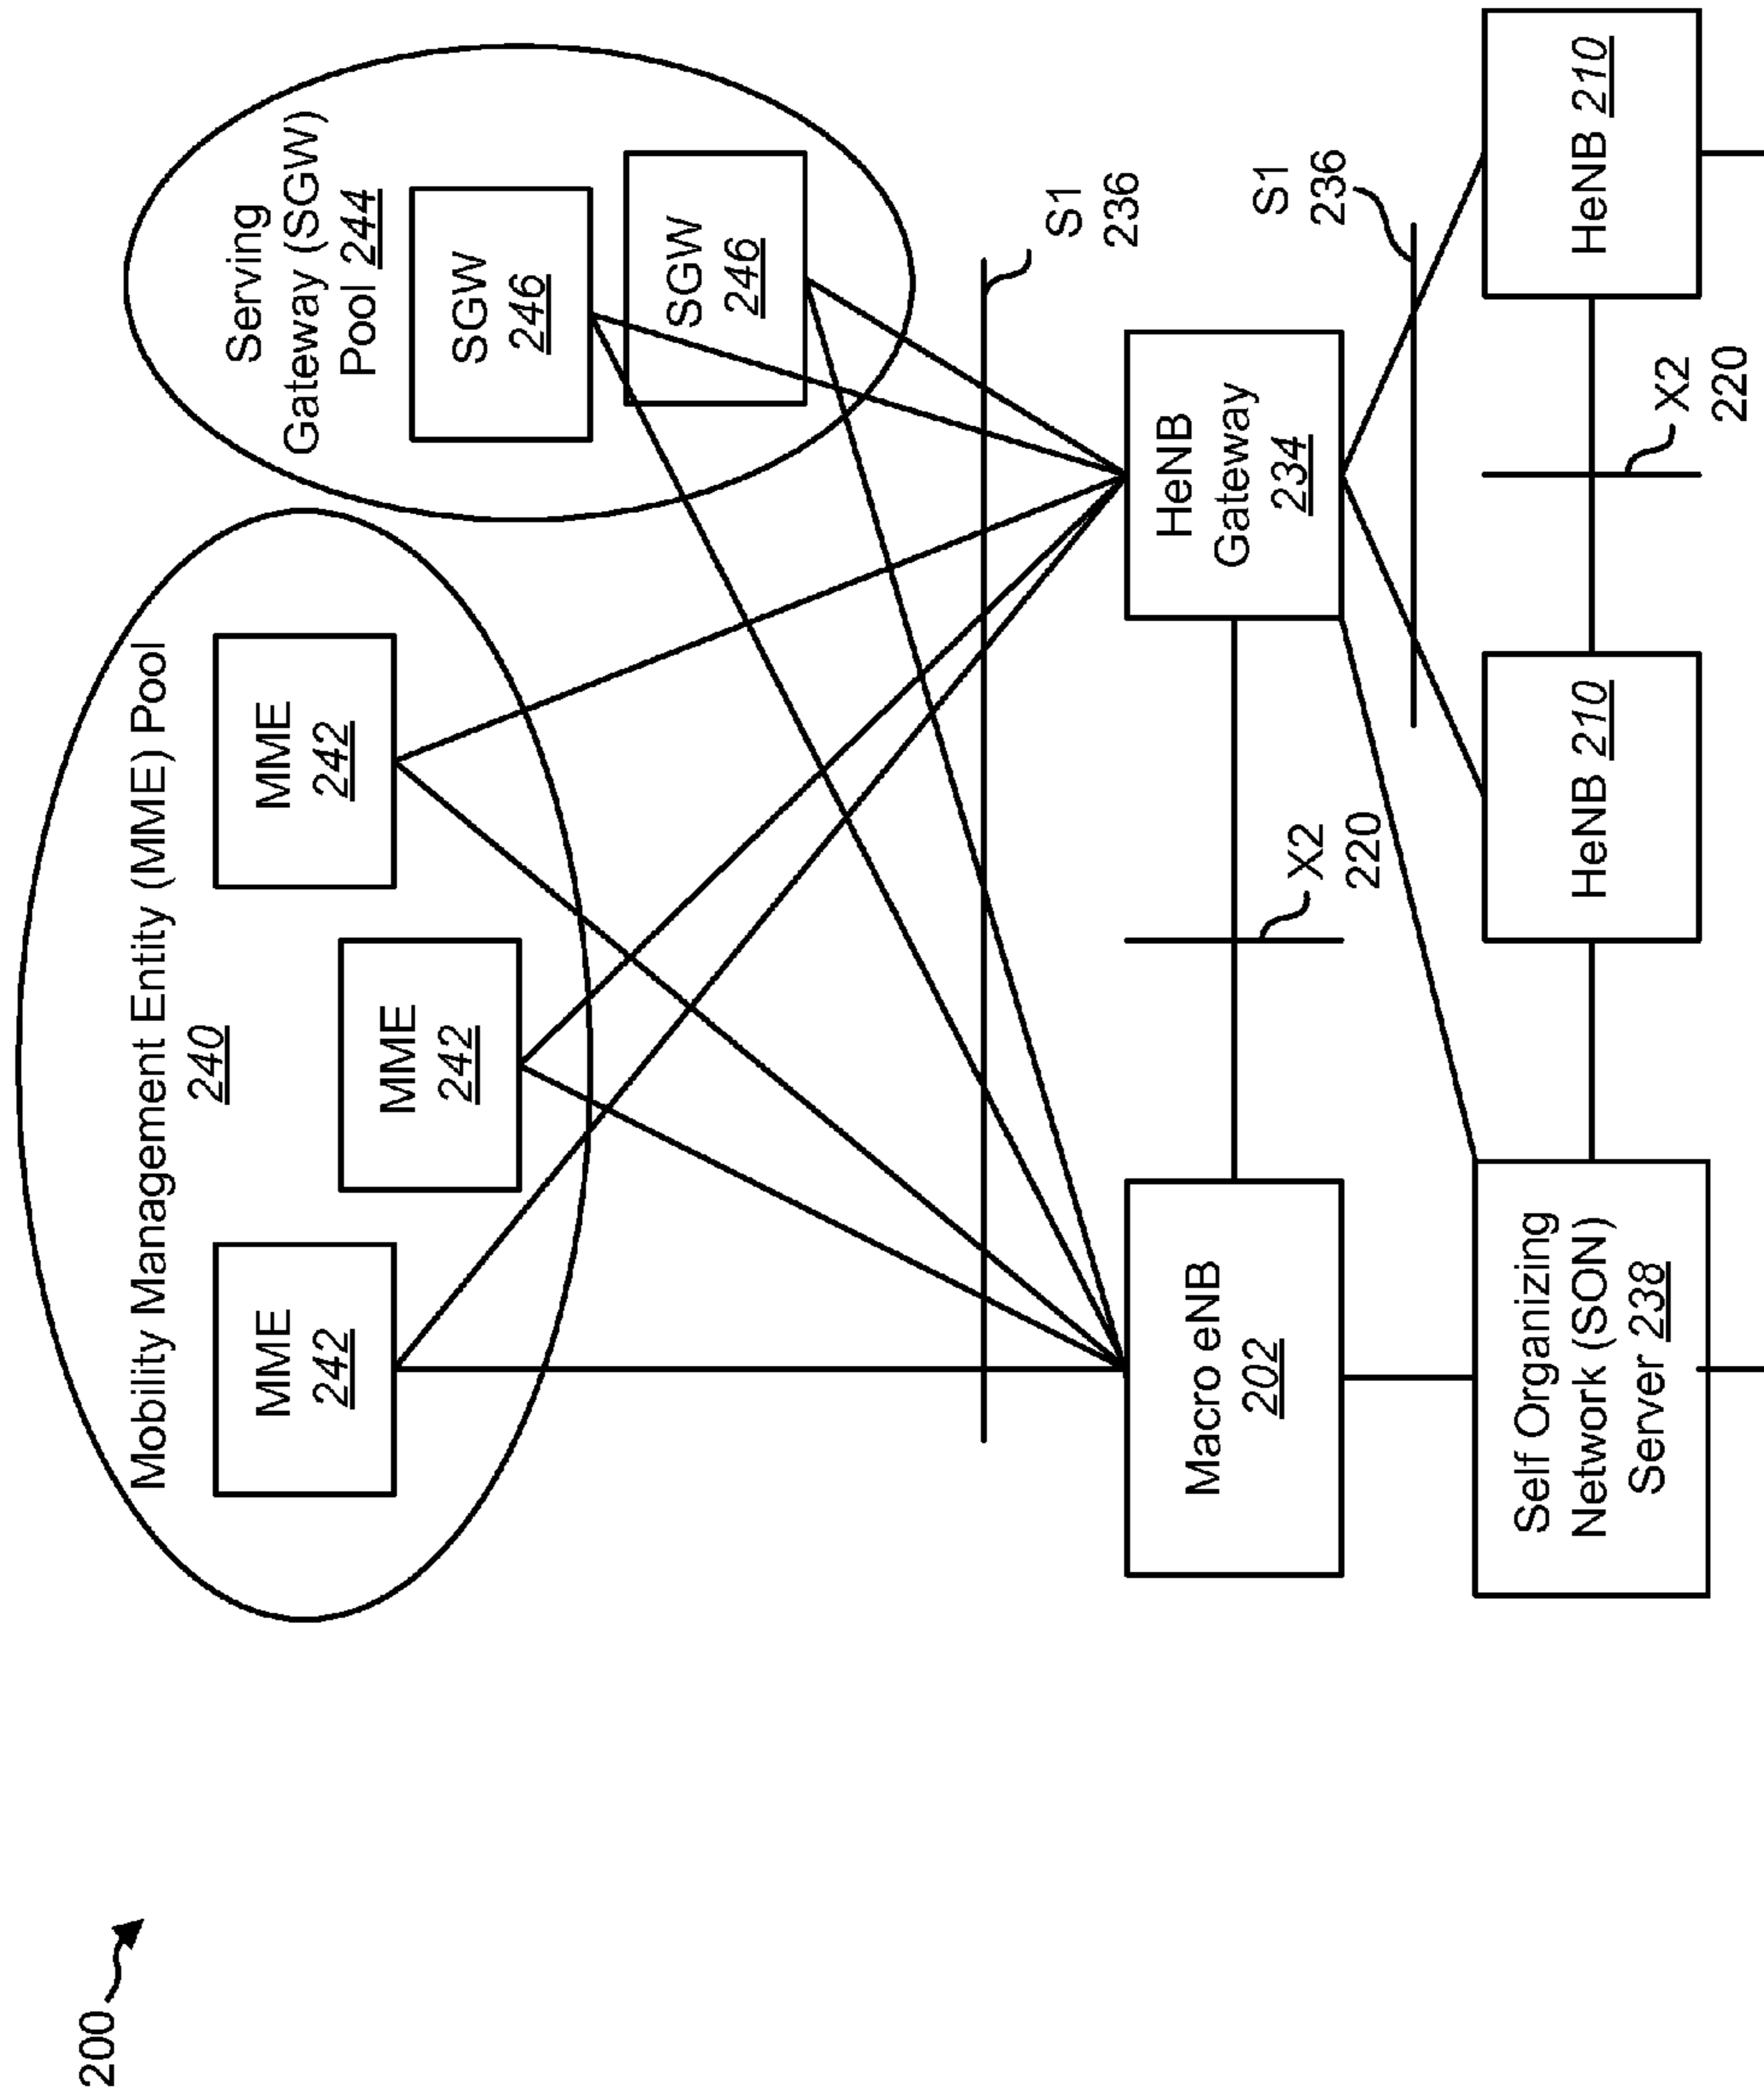 200
Mobility Management Entity (MME) Pool
240
MME
242
MME
242
MME
242
Serving
Gateway (SGW)
Pool 244
SGW
246
SGW
246
S1
236
Macro eNB
202
X2
220
HeNB
Gateway
234
S1
236
Self Organizing
Network (SON)
Server 238
HeNB 210
X2
220
HeNB 210